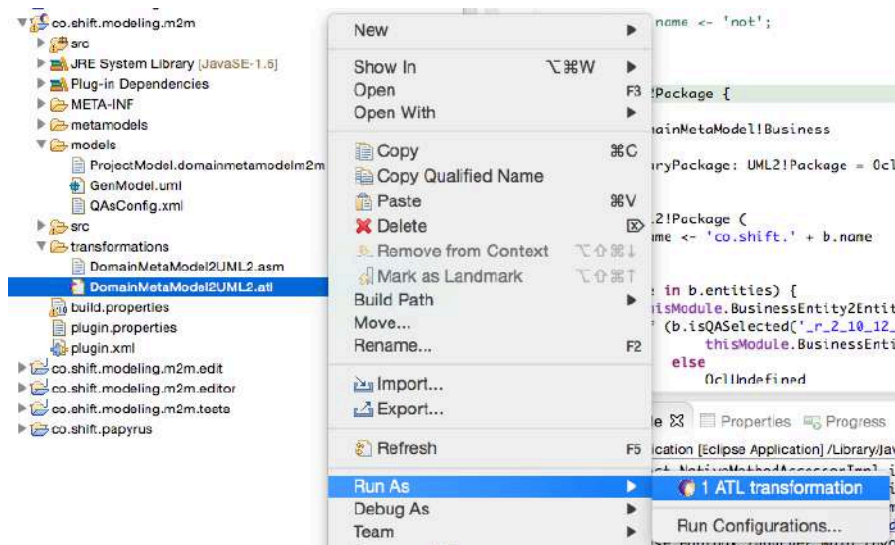 co.shift.modeling.m2m
src
JRE System Library [JavaSE-1.6]
Plug-in Dependencies
META-INF
metamodels
models
ProjectModel.domainmetamodelm2m
GenModel.uml
QAsConfig.xml
src
transformations
DomainMetaModel2UML2.asm
DomainMetaModel2UML2.atl
build.properties
plugin.properties
plugin.xml
co.shift.modeling.m2m.edit
co.shift.modeling.m2m.editor
co.shift.modeling.m2m.tests
co.shift.papyrus
New
Show In ⌥⌘W
Open F3
Open With
Copy ⌘C
Copy Qualified Name
Paste ⌘V
Delete ⌦
Remove from Context ⌥⇧⌘↓
Mark as Landmark ⌥⇧⌘↑
Build Path
Move...
Rename... F2
Import...
Export...
Refresh F5
Run As
Debug As
Team
1 ATL transformation
Run Configurations...
name <- 'not';
Package {
ainMetaModel!Business
ryPackage: UML2!Package = Ocl
2!Package (
me <- 'co.shift.' + b.name
in b.entities) {
isModule.BusinessEntity2Entit
(b.isQASelected('_r_2_10_12_
thisModule.BusinessEnti
else
OclUndefined
Properties Progress
ication [Eclipse Application] /Library/Jav